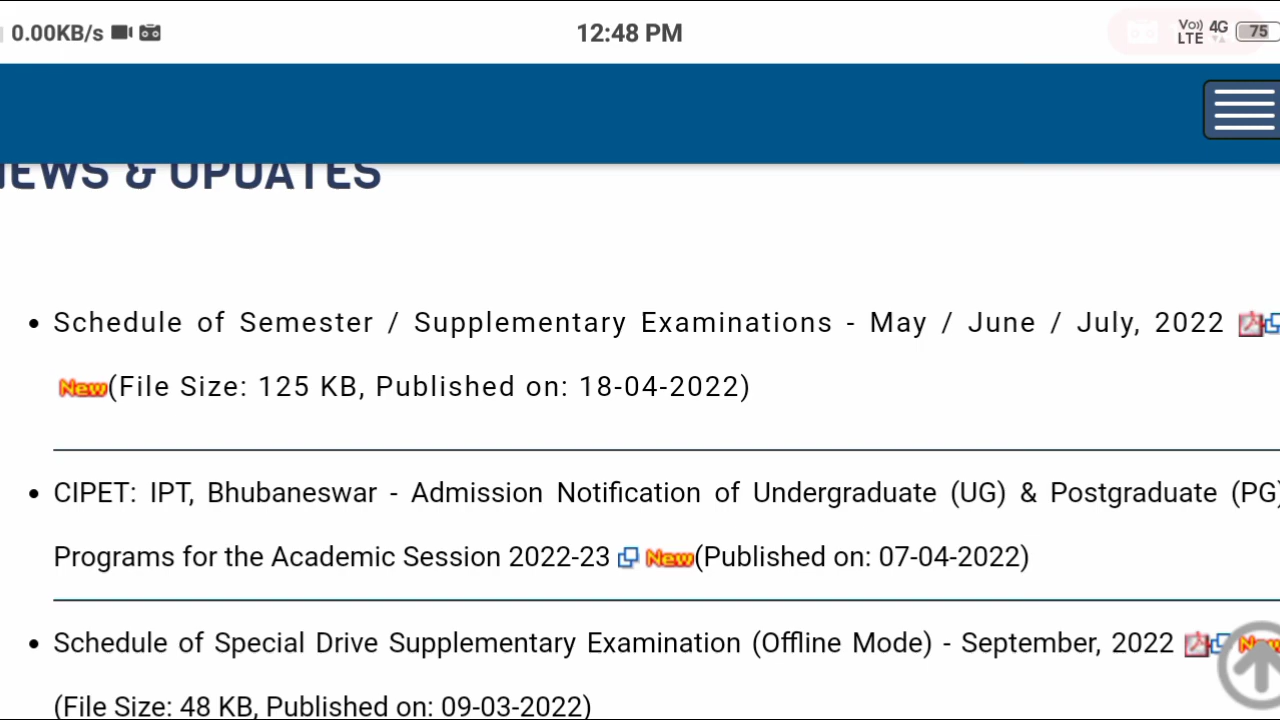 0.00KB/s 12:48 PM Vo)) LTE 4G 75
NEWS & UPDATES
Schedule of Semester / Supplementary Examinations - May / June / July, 2022
New(File Size: 125 KB, Published on: 18-04-2022)
CIPET: IPT, Bhubaneswar - Admission Notification of Undergraduate (UG) & Postgraduate (PG)
Programs for the Academic Session 2022-23 New(Published on: 07-04-2022)
Schedule of Special Drive Supplementary Examination (Offline Mode) - September, 2022 New
(File Size: 48 KB, Published on: 09-03-2022)